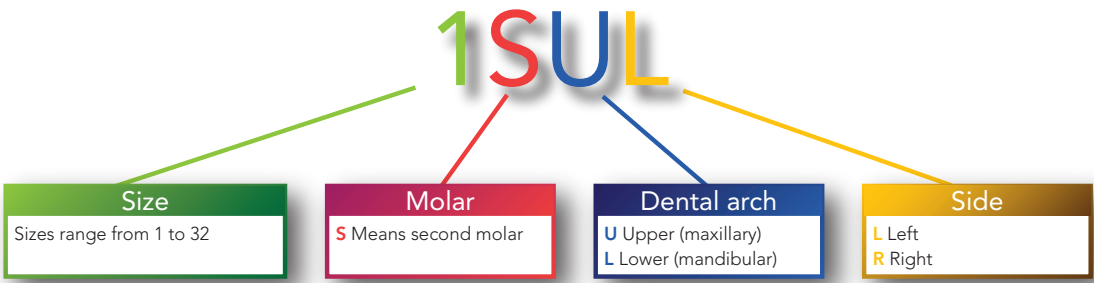 1SUL
Size
Sizes range from 1 to 32
Molar
S Means second molar
Dental arch
U Upper (maxillary)
L Lower (mandibular)
Side
L Left
R Right